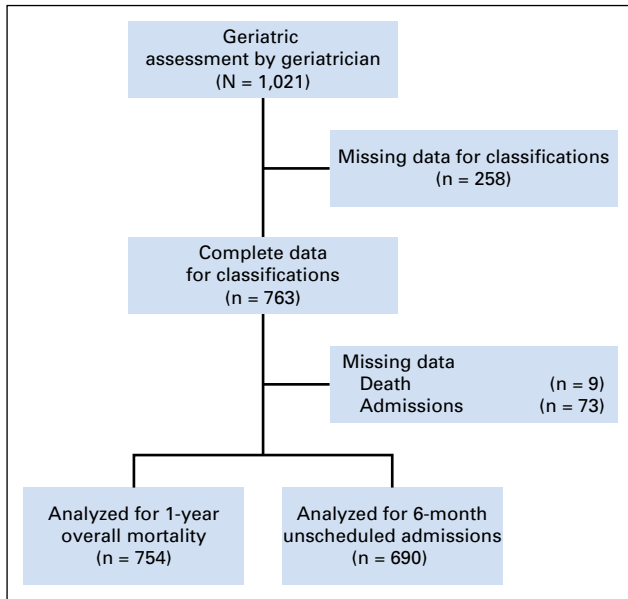 Geriatric
assessment by geriatrician
(N = 1,021)
Missing data for classifications
(n = 258)
Complete data
for classifications
(n = 763)
Missing data
Death (n = 9)
Admissions (n = 73)
Analyzed for 1-year
overall mortality
(n = 754)
Analyzed for 6-month
unscheduled admissions
(n = 690)